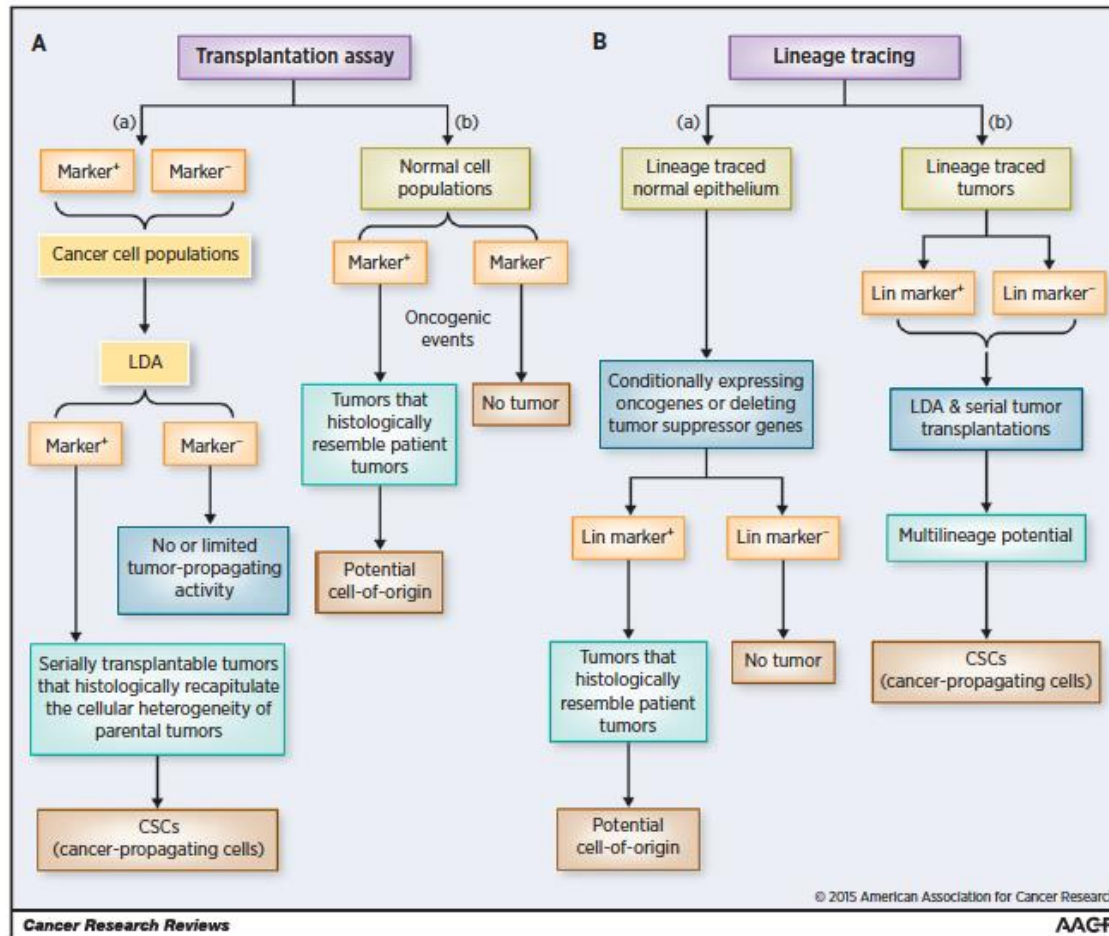 A
Transplantation assay
(a)
(b)
Marker⁺
Marker⁻
Cancer cell populations
LDA
Marker⁺
Marker⁻
No or limited
tumor-propagating
activity
Serially transplantable tumors
that histologically recapitulate
the cellular heterogeneity of
parental tumors
CSCs
(cancer-propagating cells)
Normal cell
populations
Marker⁺
Marker⁻
Oncogenic
events
Tumors that
histologically
resemble patient
tumors
No tumor
Potential
cell-of-origin
B
Lineage tracing
(a)
(b)
Lineage traced
normal epithelium
Conditionally expressing
oncogenes or deleting
tumor suppressor genes
Lin marker⁺
Lin marker⁻
Tumors that
histologically
resemble patient
tumors
No tumor
Potential
cell-of-origin
Lineage traced
tumors
Lin marker⁺
Lin marker⁻
LDA & serial tumor
transplantations
Multilineage potential
CSCs
(cancer-propagating cells)
© 2015 American Association for Cancer Research
Cancer Research Reviews
AACR